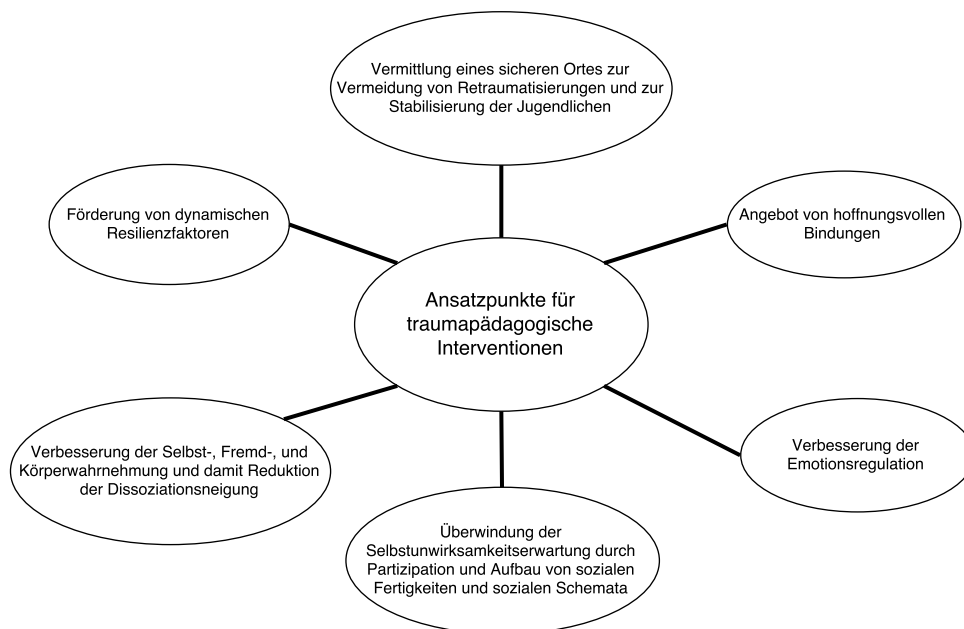 Vermittlung eines sicheren Ortes zur
Vermeidung von Retraumatisierungen und zur
Stabilisierung der Jugendlichen
Förderung von dynamischen
Resilienzfaktoren
Angebot von hoffnungsvollen
Bindungen
Ansatzpunkte für
traumapädagogische
Interventionen
Verbesserung der Selbst-, Fremd-, und
Körperwahrnehmung und damit Reduktion
der Dissoziationsneigung
Verbesserung der
Emotionsregulation
Überwindung der
Selbstunwirksamkeitserwartung durch
Partizipation und Aufbau von sozialen
Fertigkeiten und sozialen Schemata